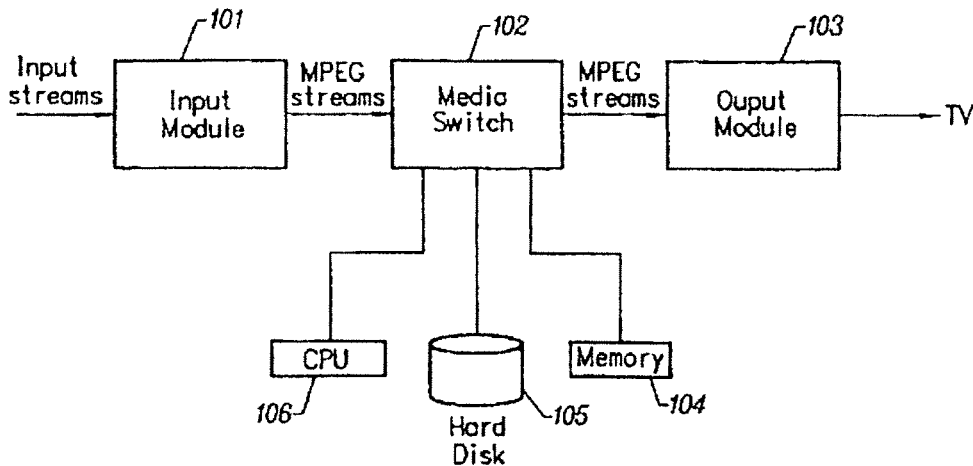 101
102
103
Input
streams
Input
Module
MPEG
streams
Media
Switch
MPEG
streams
Ouput
Module
TV
CPU
106
Hard
Disk
105
Memory
104